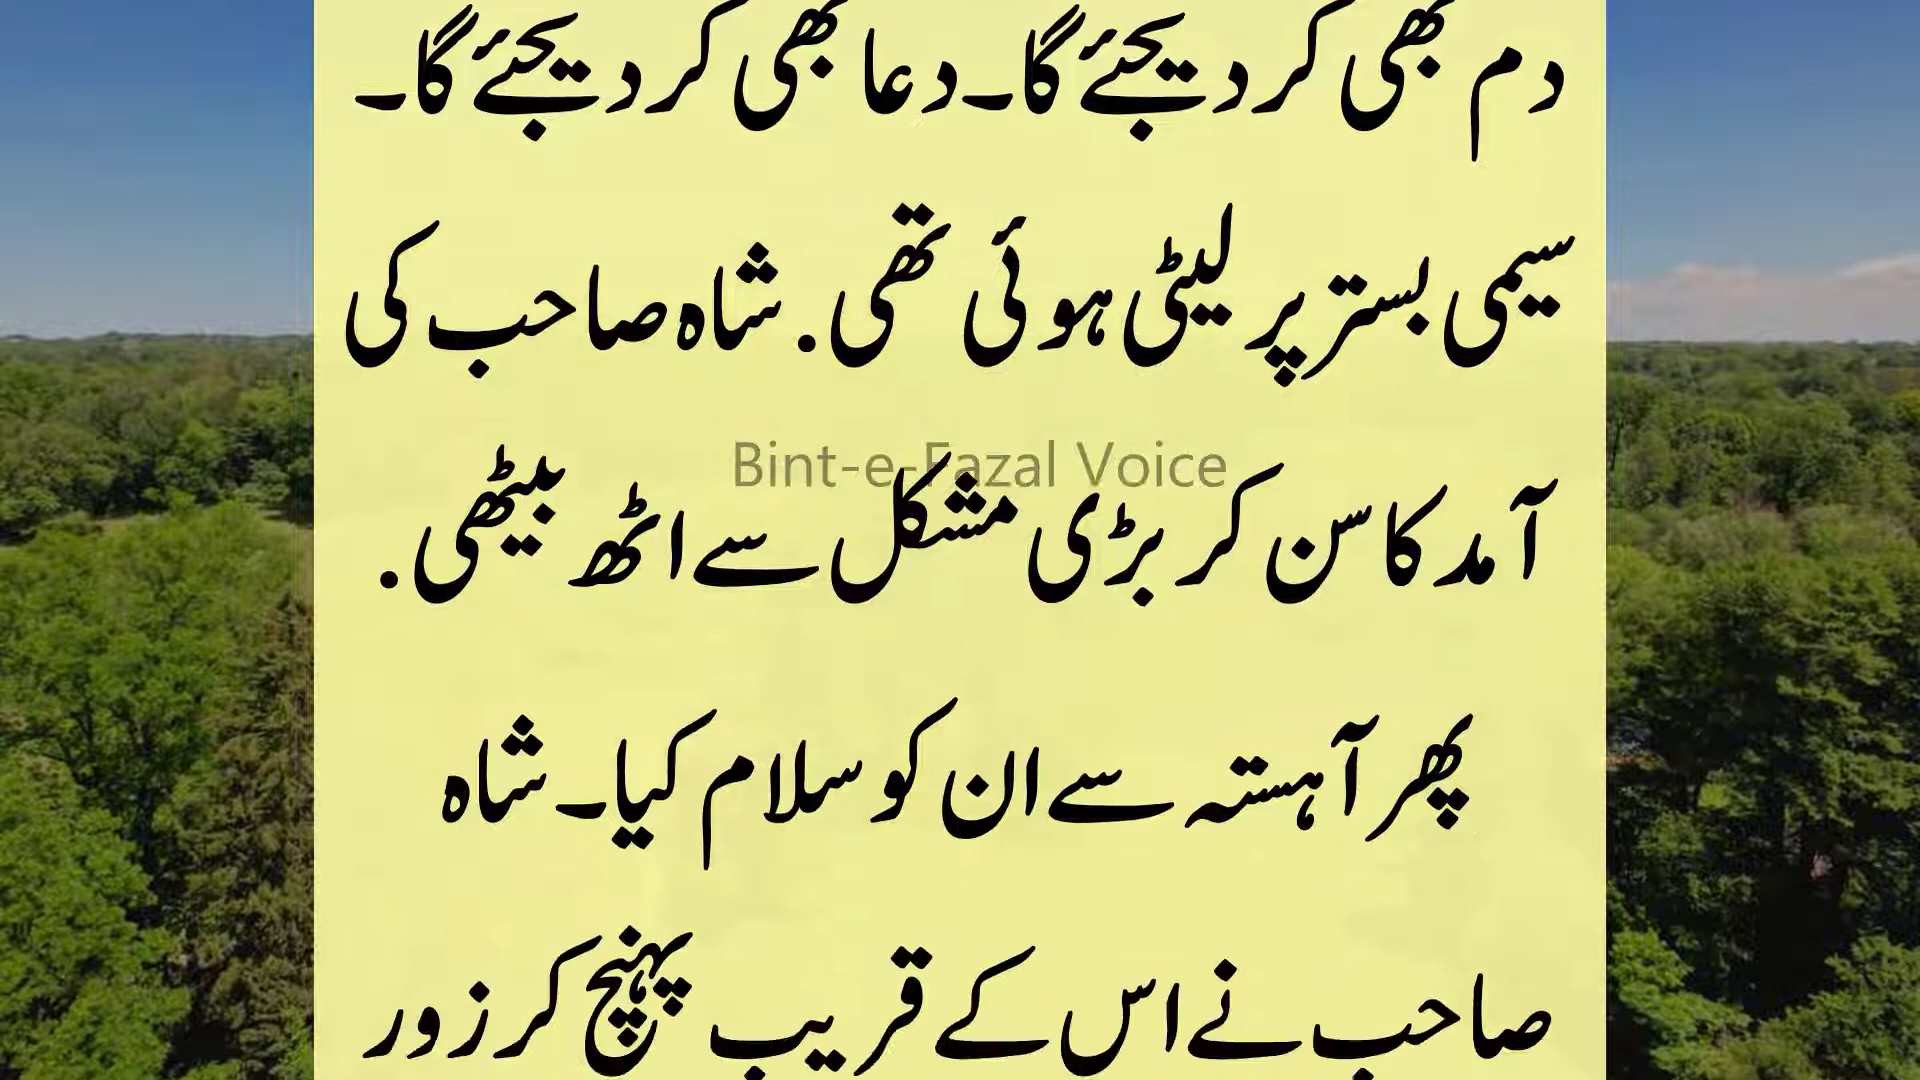 دم بھی کر دیجئے گا۔ دعا بھی کر دیجئے گا۔
سیمی بستر پر لیٹی ہوئی تھی. شاہ صاحب کی
Bint-e-Fazal Voice
آمد کا سن کر بڑی مشکل سے اٹھ بیٹھی.
پھر آہستہ سے ان کو سلام کیا۔ شاہ
صاحب نے اس کے قریب پہنچ کر زور